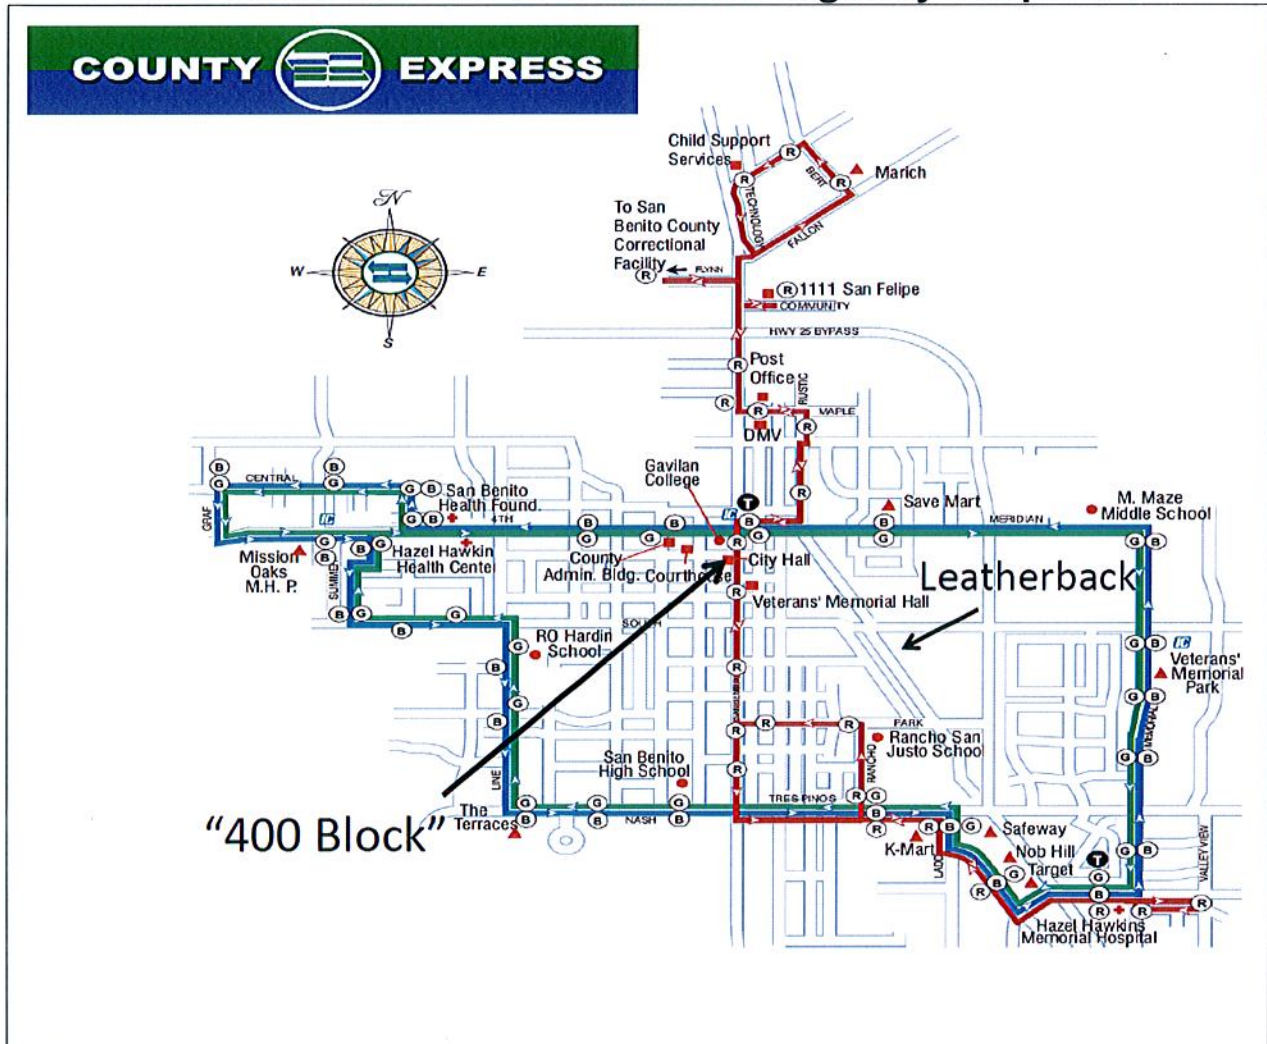 COUNTY EXPRESS
Child Support
Services
Marich
BERT
TECHNOLOGY
FALLON
To San
Benito County
Correctional
Facility
FLYNN
1111 San Felipe
COMMUNITY
N
W
E
S
HWY 25 BYPASS
Post
Office
RUSTIC
MAPLE
DMV
Gavilan
College
CENTRAL
San Benito
Health Found.
GRAF
4TH
T
Save Mart
MERIDIAN
M. Maze
Middle School
Mission
Oaks
M.H. P.
Hazel Hawkin
Health Center
County
Admin. Bldg.
Courthouse
City Hall
Leatherback
Veterans' Memorial Hall
SOUTH
RO Hardin
School
Veterans'
Memorial
Park
PARK
Rancho San
Justo School
RANCHO
San Benito
High School
LINE
TRES PINOS
NASH
The
Terraces
"400 Block"
K-Mart
Safeway
Nob Hill
Target
T
VALLEY VIEW
Hazel Hawkins
Memorial Hospital